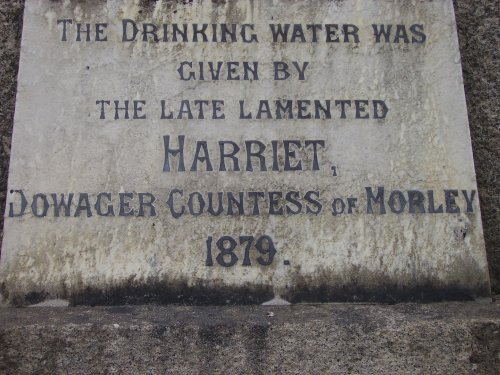 The Drinking water was
given by
the late lamented
Harriet,
Dowager Countess of Morley
1879.